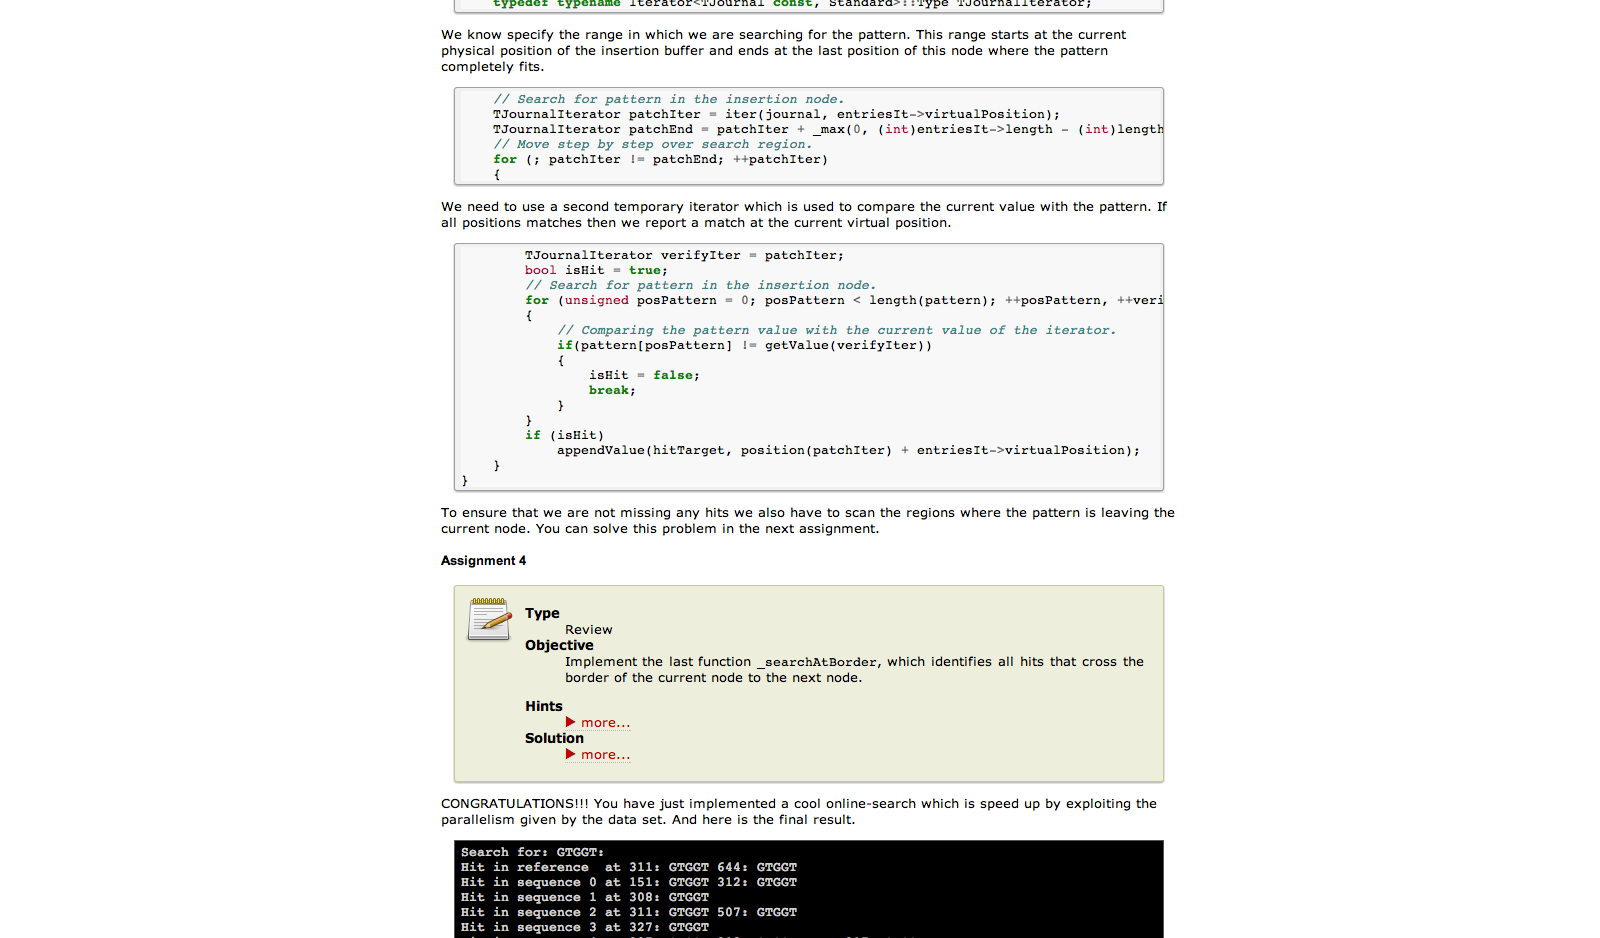 typedef typename Iterator<TJournal const, Standard>::Type TJournalIterator;
We know specify the range in which we are searching for the pattern. This range starts at the current
physical position of the insertion buffer and ends at the last position of this node where the pattern
completely fits.
// Search for pattern in the insertion node.
TJournalIterator patchIter = iter(journal, entriesIt->virtualPosition);
TJournalIterator patchEnd = patchIter + _max(0, (int)entriesIt->length - (int)length
// Move step by step over search region.
for (; patchIter != patchEnd; ++patchIter)
{
We need to use a second temporary iterator which is used to compare the current value with the pattern. If
all positions matches then we report a match at the current virtual position.
TJournalIterator verifyIter = patchIter;
bool isHit = true;
// Search for pattern in the insertion node.
for (unsigned posPattern = 0; posPattern < length(pattern); ++posPattern, ++veri
{
// Comparing the pattern value with the current value of the iterator.
if(pattern[posPattern] != getValue(verifyIter))
{
isHit = false;
break;
}
}
if (isHit)
appendValue(hitTarget, position(patchIter) + entriesIt->virtualPosition);
}
}
To ensure that we are not missing any hits we also have to scan the regions where the pattern is leaving the
current node. You can solve this problem in the next assignment.
Assignment 4
Type
Review
Objective
Implement the last function _searchAtBorder, which identifies all hits that cross the
border of the current node to the next node.
Hints
more...
Solution
more...
CONGRATULATIONS!!! You have just implemented a cool online-search which is speed up by exploiting the
parallelism given by the data set. And here is the final result.
Search for: GTGGT:
Hit in reference  at 311: GTGGT 644: GTGGT
Hit in sequence 0 at 151: GTGGT 312: GTGGT
Hit in sequence 1 at 308: GTGGT
Hit in sequence 2 at 311: GTGGT 507: GTGGT
Hit in sequence 3 at 327: GTGGT